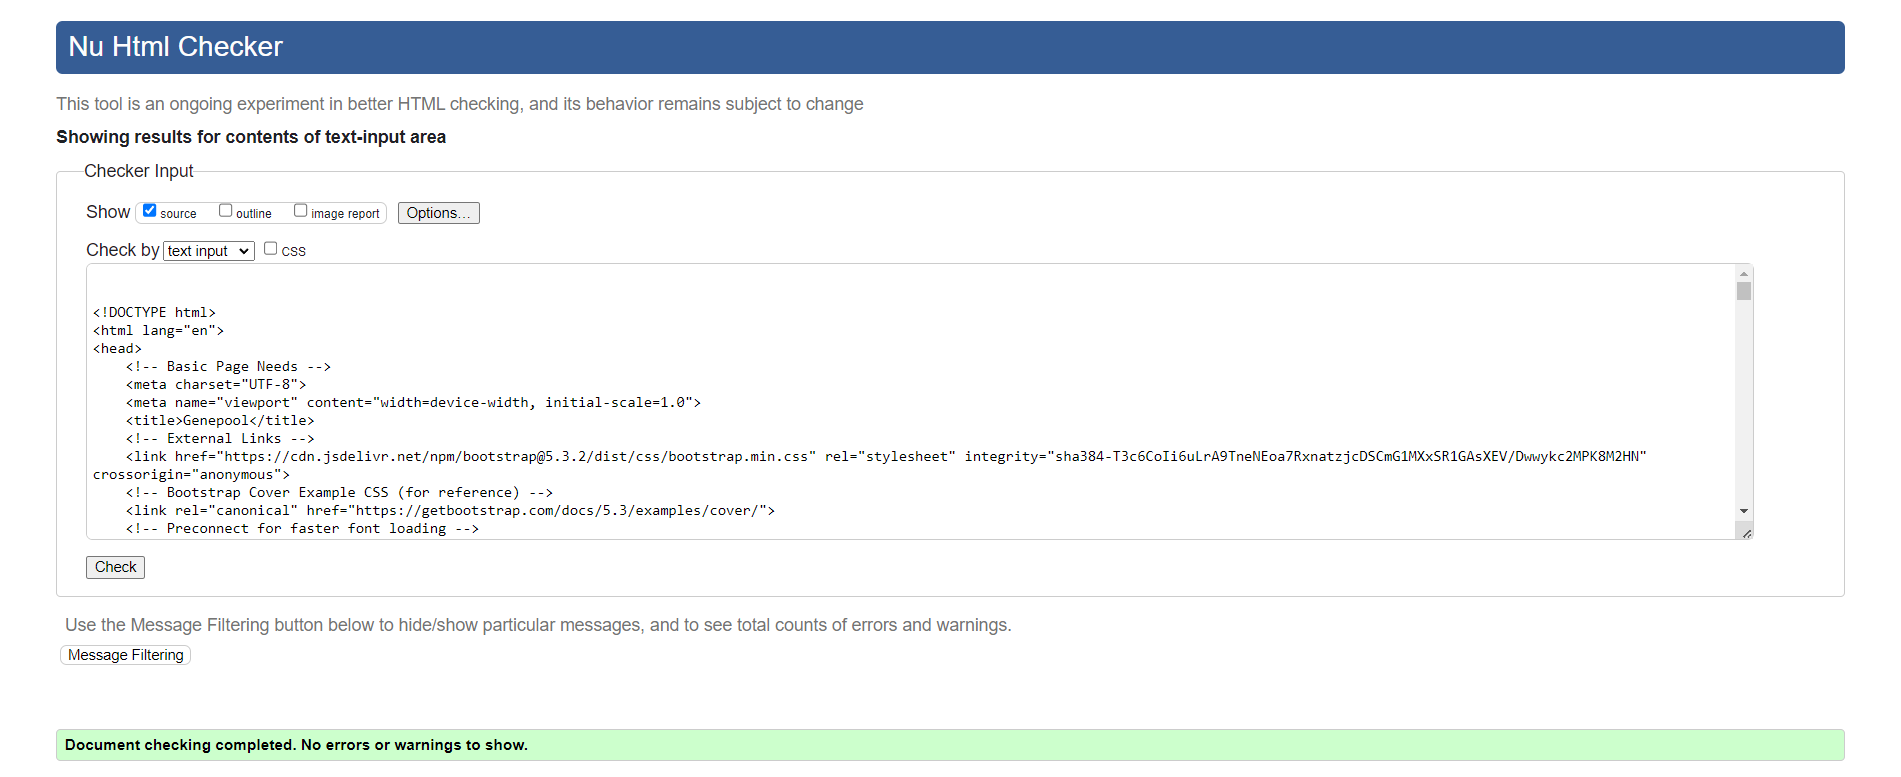 Nu Html Checker
This tool is an ongoing experiment in better HTML checking, and its behavior remains subject to change
Showing results for contents of text-input area
Checker Input
Show source outline image report Options...
Check by text input CSS
<!DOCTYPE html>
<html lang="en">
<head>
    <!-- Basic Page Needs -->
    <meta charset="UTF-8">
    <meta name="viewport" content="width=device-width, initial-scale=1.0">
    <title>Genepool</title>
    <!-- External Links -->
    <link href="https://cdn.jsdelivr.net/npm/bootstrap@5.3.2/dist/css/bootstrap.min.css" rel="stylesheet" integrity="sha384-T3c6CoIi6uLrA9TneNEoa7RxnatzjcDSCmG1MXxSR1GAsXEV/Dwwykc2MPK8M2HN"
crossorigin="anonymous">
    <!-- Bootstrap Cover Example CSS (for reference) -->
    <link rel="canonical" href="https://getbootstrap.com/docs/5.3/examples/cover/">
    <!-- Preconnect for faster font loading -->
Check
Use the Message Filtering button below to hide/show particular messages, and to see total counts of errors and warnings.
Message Filtering
Document checking completed. No errors or warnings to show.